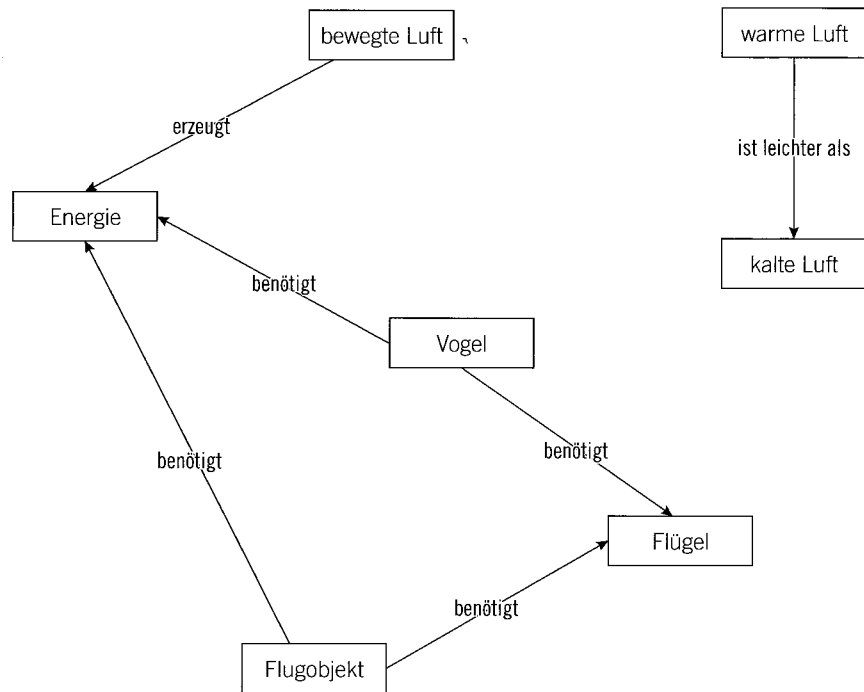 bewegte Luft
warme Luft
erzeugt
ist leichter als
Energie
kalte Luft
benötigt
Vogel
benötigt
benötigt
Flügel
benötigt
Flugobjekt